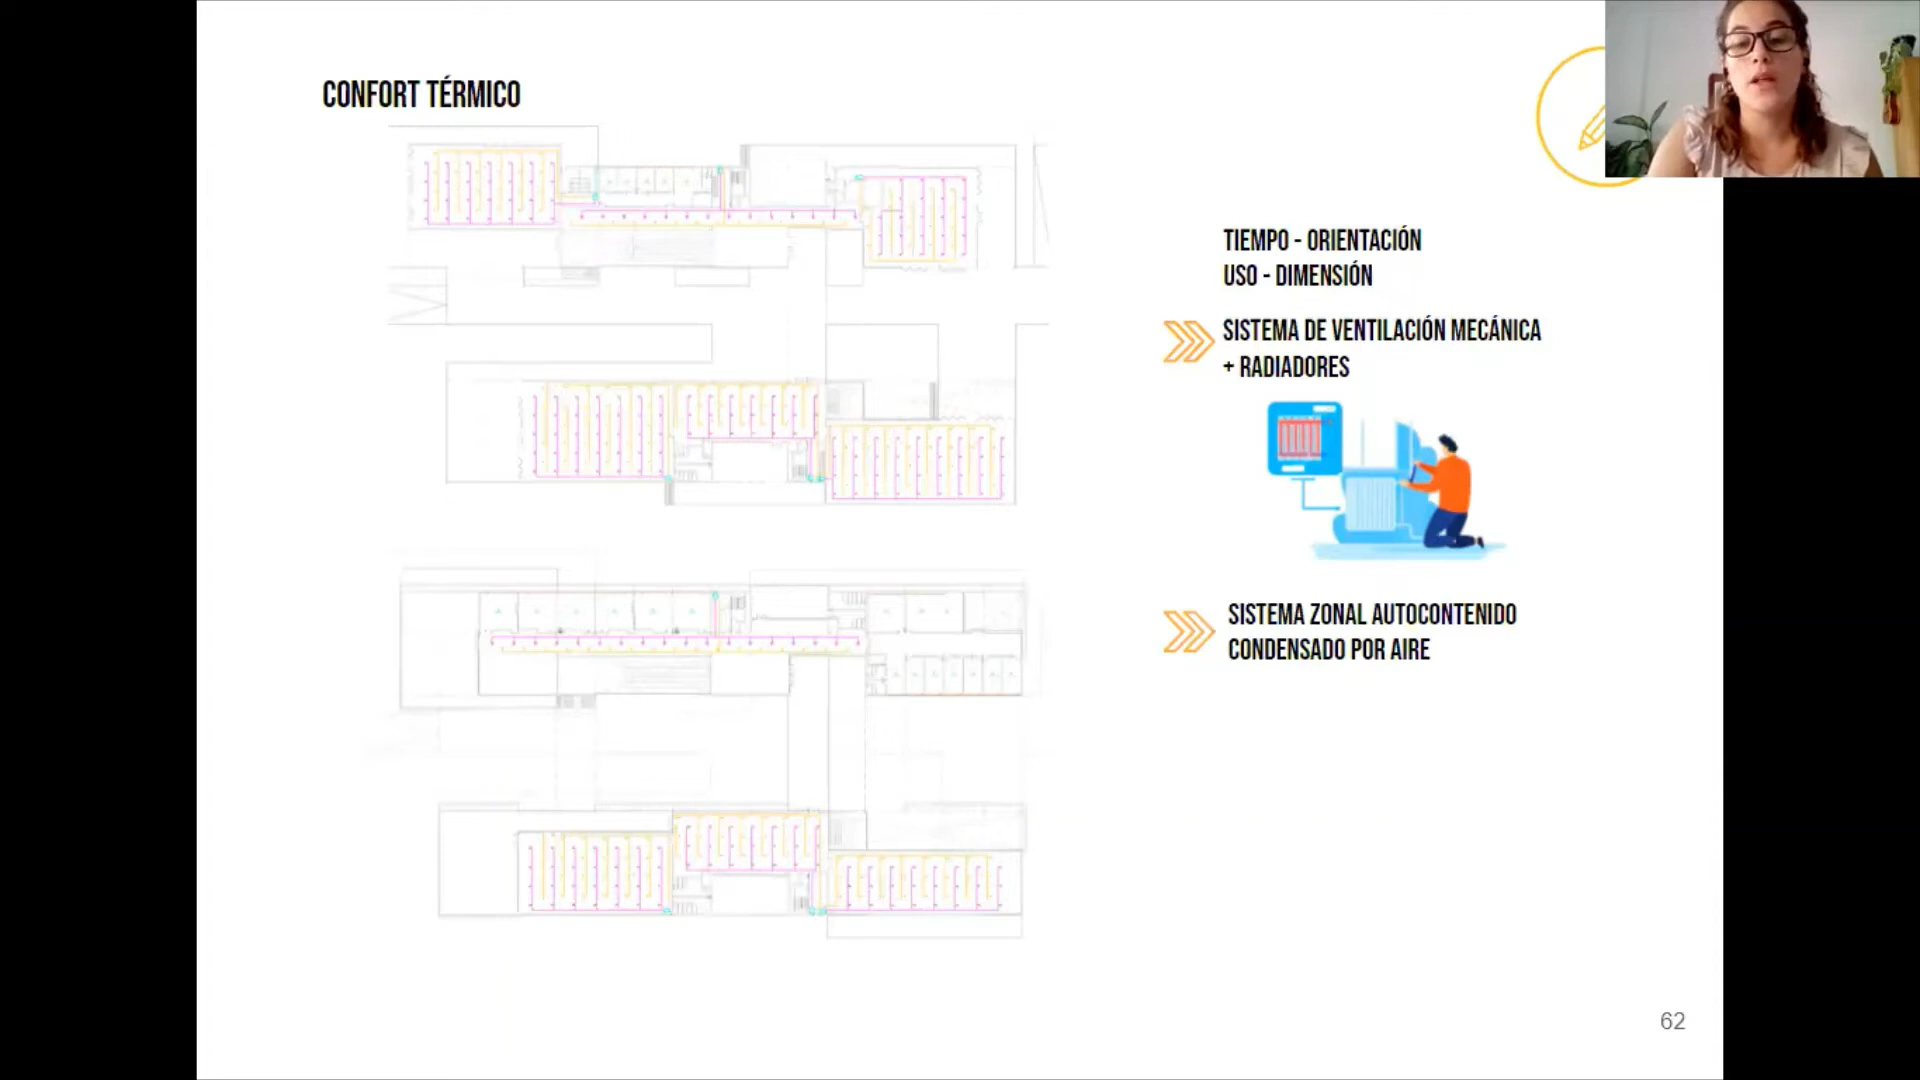 CONFORT TÉRMICO
TIEMPO - ORIENTACIÓN
USO - DIMENSIÓN
SISTEMA DE VENTILACIÓN MECÁNICA
+ RADIADORES
SISTEMA ZONAL AUTOCONTENIDO
CONDENSADO POR AIRE
62